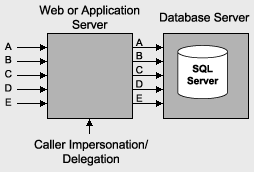 Web or Application
Server
Database Server
A
B
C
D
E
A
B
C
D
E
SQL
Server
Caller Impersonation/
Delegation